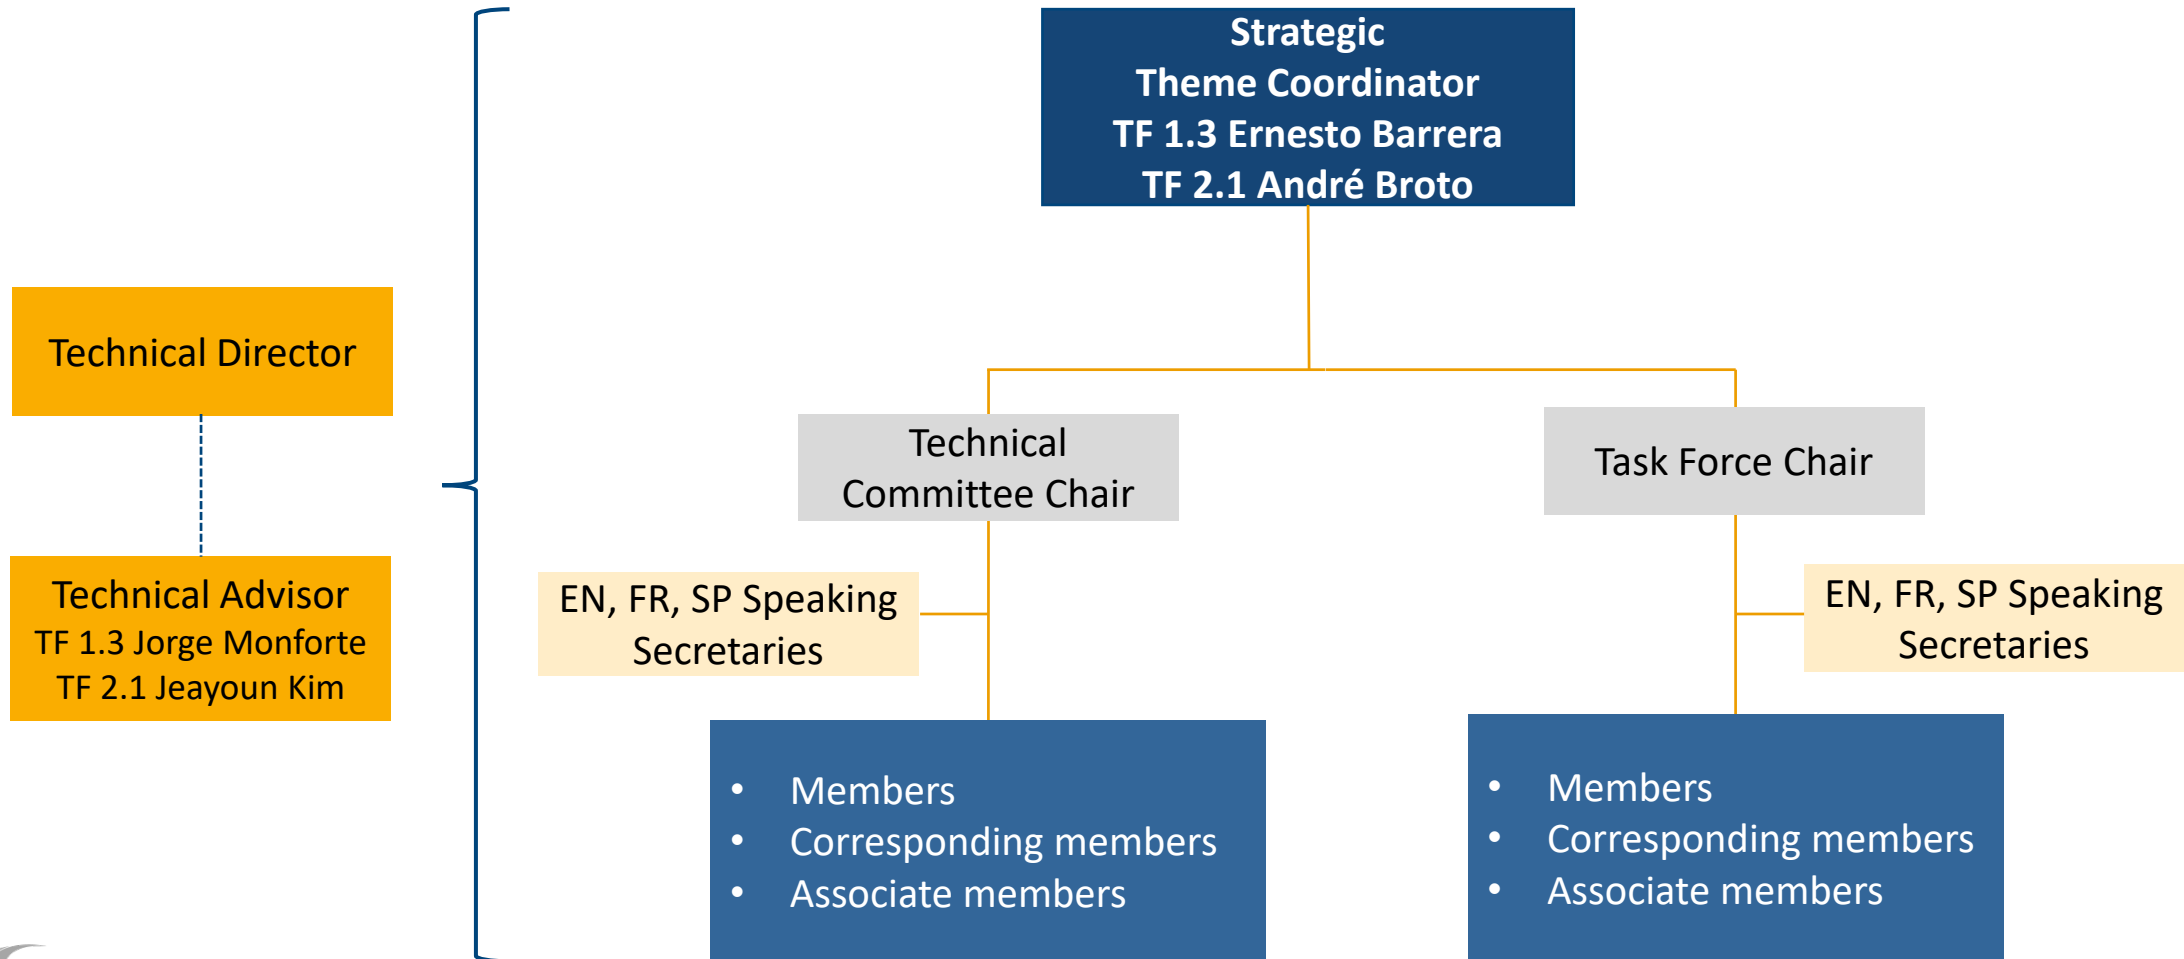 Strategic
Theme Coordinator
TF 1.3 Ernesto Barrera
TF 2.1 André Broto
Technical Director
Technical Advisor
TF 1.3 Jorge Monforte
TF 2.1 Jeayoun Kim
Technical
Committee Chair
EN, FR, SP Speaking
Secretaries
• Members
• Corresponding members
• Associate members
Task Force Chair
EN, FR, SP Speaking
Secretaries
• Members
• Corresponding members
• Associate members